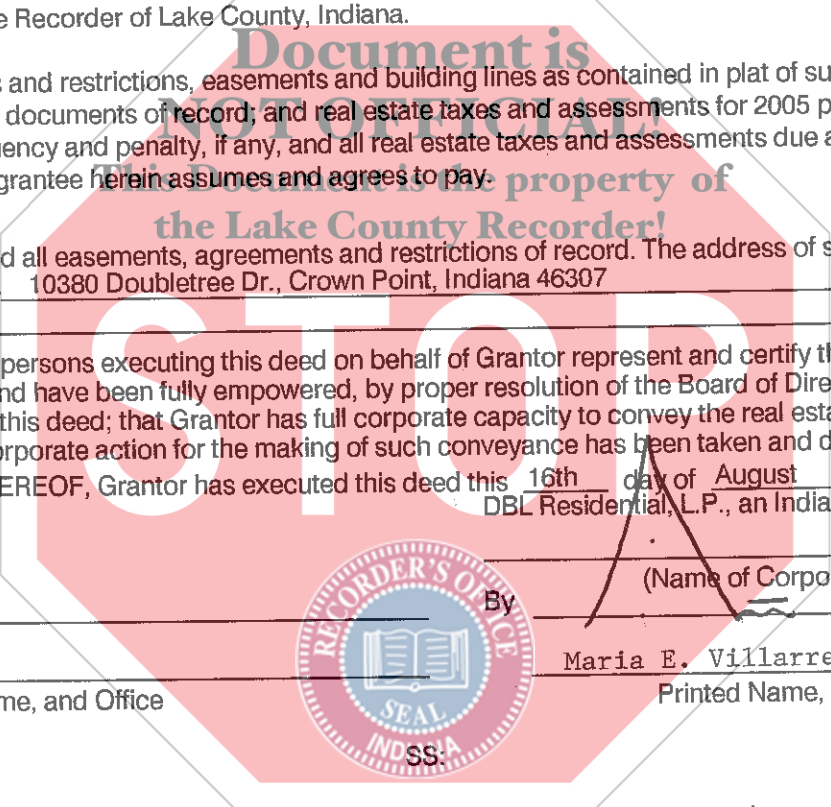 e Recorder of Lake County, Indiana.
Document is
s and restrictions, easements and building lines as contained in plat of su
documents of record; and real estate taxes and assessments for 2005 p
NOT OFFICIAL!
uency and penalty, if any, and all real estate taxes and assessments due a
grantee herein assumes and agrees to pay.
This Document is the property of
the Lake County Recorder!
d all easements, agreements and restrictions of record. The address of s
10380 Doubletree Dr., Crown Point, Indiana 46307
STOP
persons executing this deed on behalf of Grantor represent and certify th
nd have been fully empowered, by proper resolution of the Board of Dire
this deed; that Grantor has full corporate capacity to convey the real esta
orporate action for the making of such conveyance has been taken and d
EREOF, Grantor has executed this deed this 16th day of August
DBL Residential, L.P., an India
(Name of Corpo
By
RECORDER'S OFFICE
SEAL
INDIANA
Maria E. Villarre
me, and Office
Printed Name,
SS: